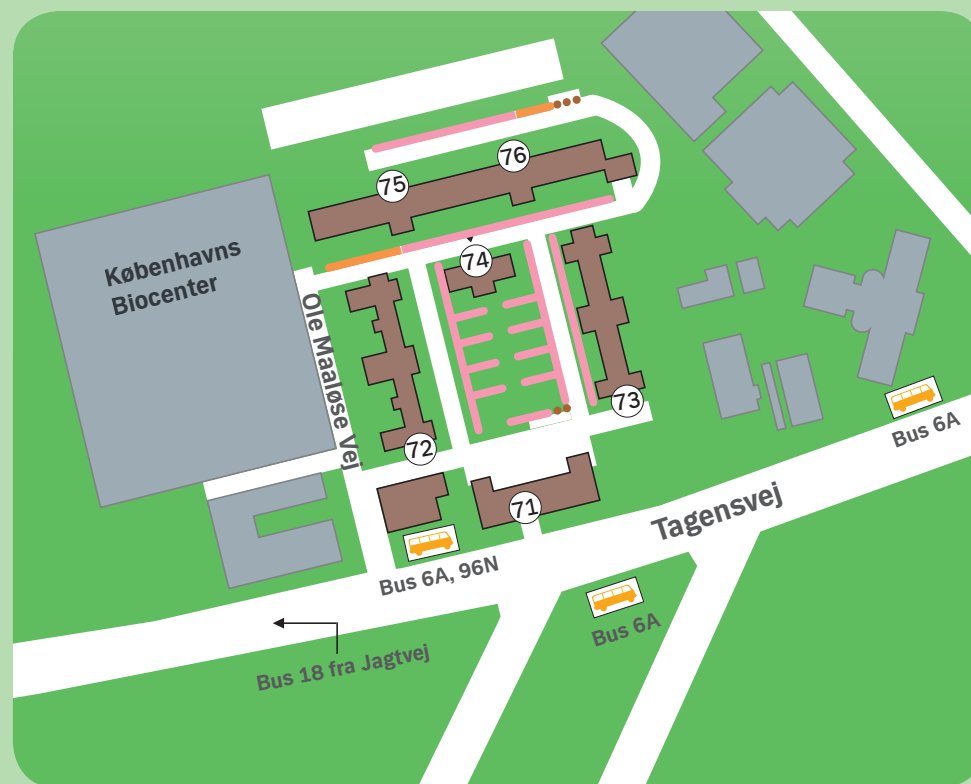 76
75
74
Københavns
Biocenter
Ole Maaløse Vej
73
72
71
Bus 6A
Tagensvej
Bus 6A, 96N
Bus 6A
Bus 18 fra Jagtvej